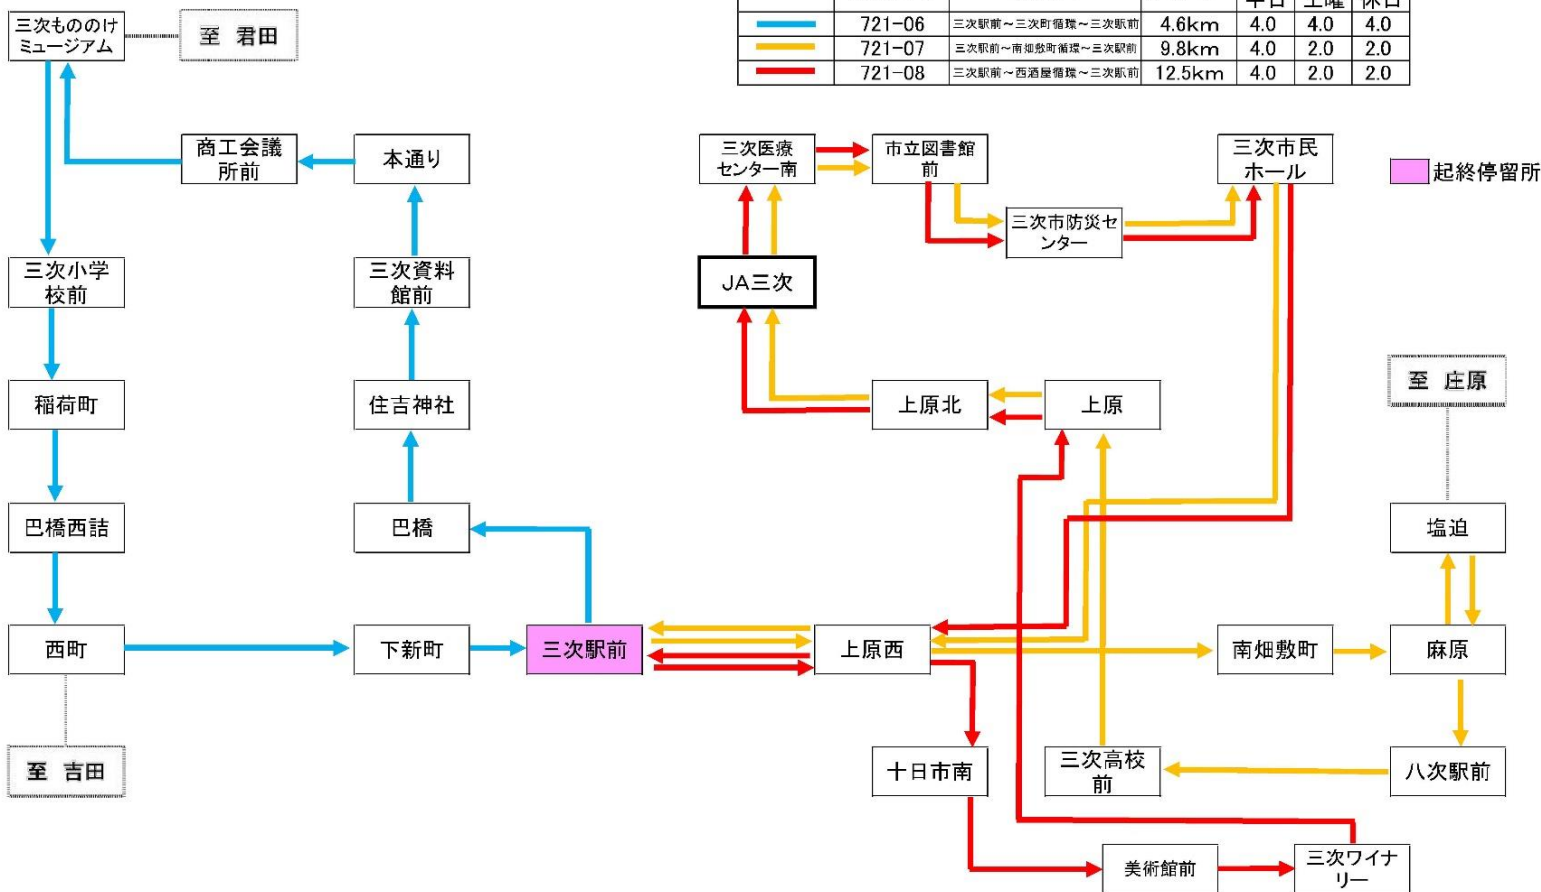 平日 土曜 休日
721-06 三次駅前～三次町循環～三次駅前 4.6km 4.0 4.0 4.0
721-07 三次駅前～南畑敷町循環～三次駅前 9.8km 4.0 2.0 2.0
721-08 三次駅前～西酒屋循環～三次駅前 12.5km 4.0 2.0 2.0
起終停留所
三次もののけ
ミュージアム
至 君田
商工会議
所前
本通り
三次医療
センター南
市立図書館
前
三次市民
ホール
三次市防災セ
ンター
三次小学
校前
三次資料
館前
JA三次
稲荷町
住吉神社
上原北
上原
至 庄原
巴橋西詰
巴橋
塩迫
西町
下新町
三次駅前
上原西
南畑敷町
麻原
至 吉田
十日市南
三次高校
前
八次駅前
美術館前
三次ワイナ
リー